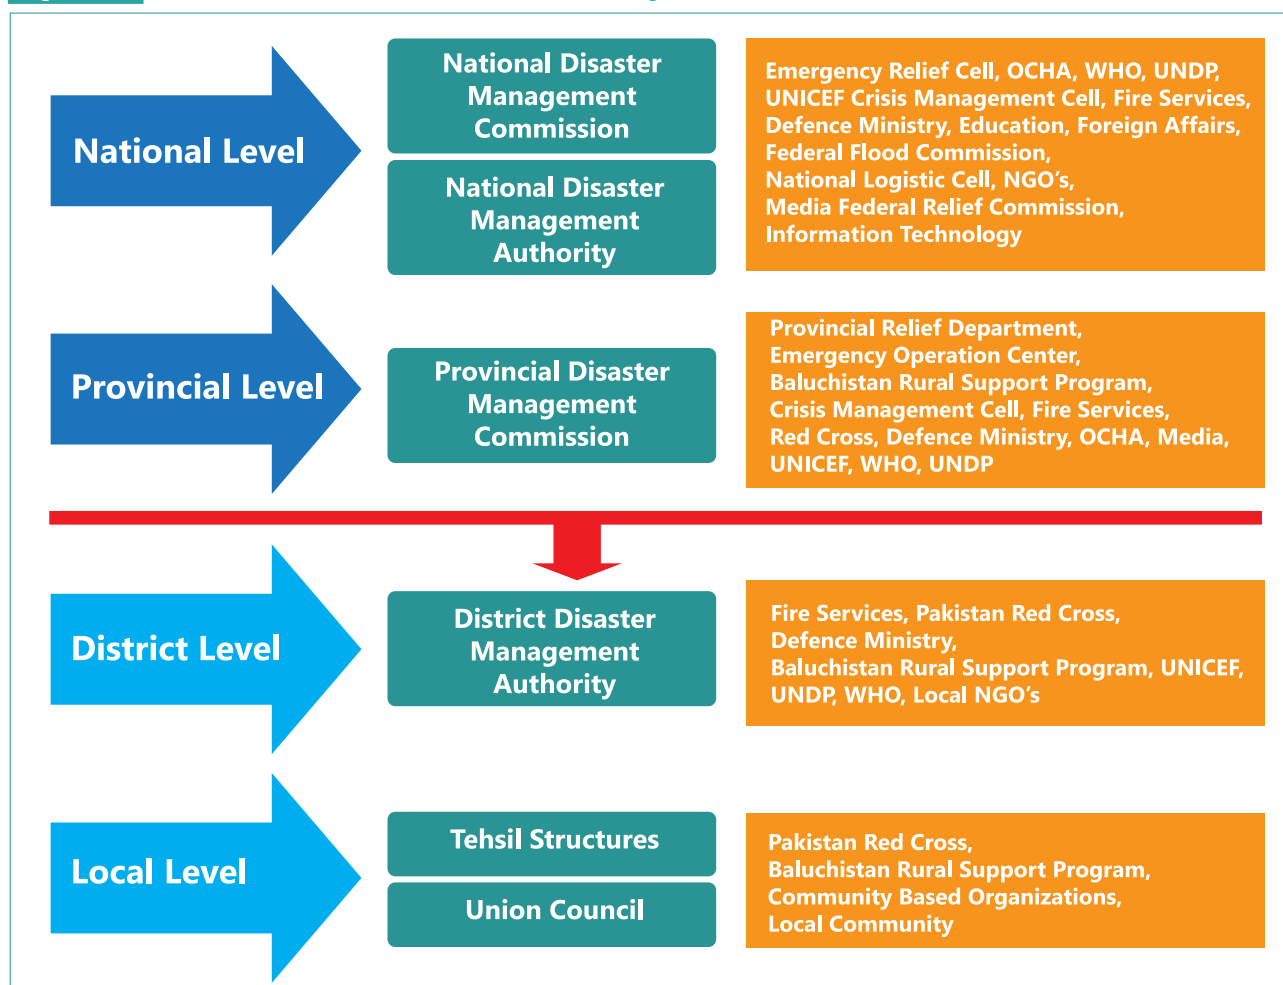 National Level
National Disaster
Management
Commission
National Disaster
Management
Authority
Emergency Relief Cell, OCHA, WHO, UNDP,
UNICEF Crisis Management Cell, Fire Services,
Defence Ministry, Education, Foreign Affairs,
Federal Flood Commission,
National Logistic Cell, NGO’s,
Media Federal Relief Commission,
Information Technology
Provincial Level
Provincial Disaster
Management
Commission
Provincial Relief Department,
Emergency Operation Center,
Baluchistan Rural Support Program,
Crisis Management Cell, Fire Services,
Red Cross, Defence Ministry, OCHA, Media,
UNICEF, WHO, UNDP
District Level
District Disaster
Management
Authority
Fire Services, Pakistan Red Cross,
Defence Ministry,
Baluchistan Rural Support Program, UNICEF,
UNDP, WHO, Local NGO’s
Local Level
Tehsil Structures
Union Council
Pakistan Red Cross,
Baluchistan Rural Support Program,
Community Based Organizations,
Local Community